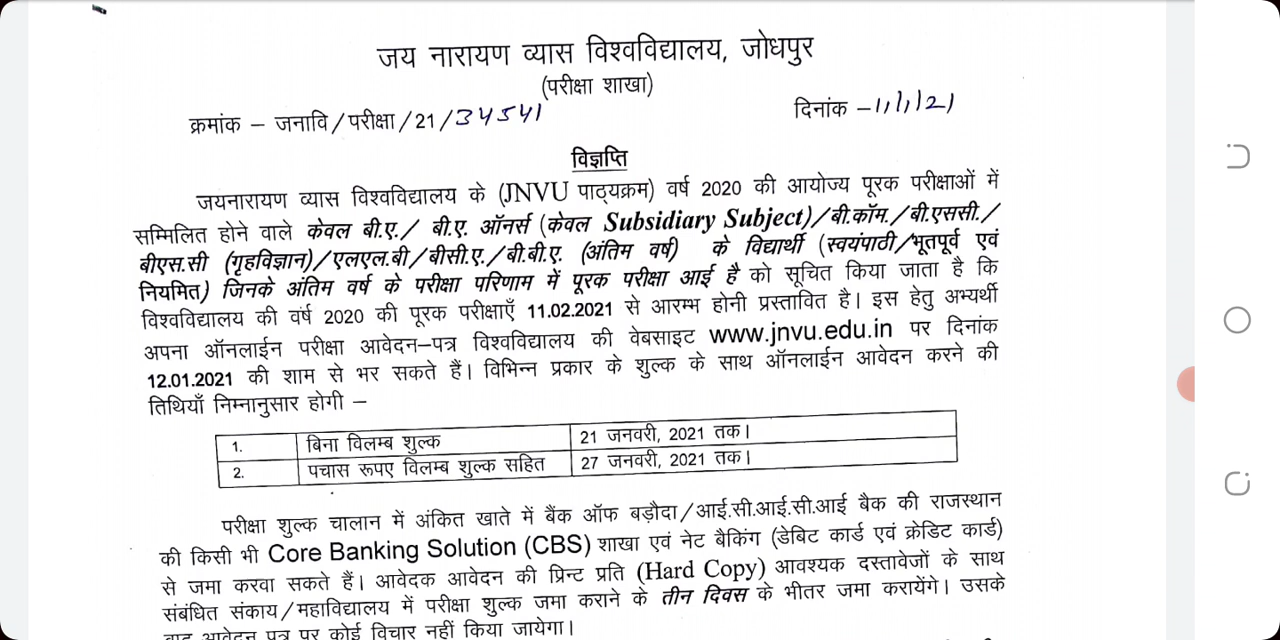 जय नारायण व्यास विश्वविद्यालय, जोधपुर
(परीक्षा शाखा)
क्रमांक – जनावि/परीक्षा/21/34541
दिनांक –11/1/21
विज्ञप्ति
जयनारायण व्यास विश्वविद्यालय के (JNVU पाठ्यक्रम) वर्ष 2020 की आयोज्य पूरक परीक्षाओं में
सम्मिलित होने वाले केवल बी.ए./ बी.ए. ऑनर्स (केवल Subsidiary Subject)/बी.कॉम./बी.एससी./
बीएस.सी (गृहविज्ञान)/एलएल.बी/बीसी.ए./बी.बी.ए. (अंतिम वर्ष) के विद्यार्थी (स्वयंपाठी/भूतपूर्व एवं
नियमित) जिनके अंतिम वर्ष के परीक्षा परिणाम में पूरक परीक्षा आई है को सूचित किया जाता है कि
विश्वविद्यालय की वर्ष 2020 की पूरक परीक्षाएँ 11.02.2021 से आरम्भ होनी प्रस्तावित है। इस हेतु अभ्यर्थी
अपना ऑनलाईन परीक्षा आवेदन–पत्र विश्वविद्यालय की वेबसाइट www.jnvu.edu.in पर दिनांक
12.01.2021 की शाम से भर सकते हैं। विभिन्न प्रकार के शुल्क के साथ ऑनलाईन आवेदन करने की
तिथियाँ निम्नानुसार होगी –
1. बिना विलम्ब शुल्क 21 जनवरी, 2021 तक।
2. पचास रूपए विलम्ब शुल्क सहित 27 जनवरी, 2021 तक।
परीक्षा शुल्क चालान में अंकित खाते में बैंक ऑफ बड़ौदा/आई.सी.आई.सी.आई बैक की राजस्थान
की किसी भी Core Banking Solution (CBS) शाखा एवं नेट बैकिंग (डेबिट कार्ड एवं क्रेडिट कार्ड)
से जमा करवा सकते हैं। आवेदक आवेदन की प्रिन्ट प्रति (Hard Copy) आवश्यक दस्तावेजों के साथ
संबंधित संकाय/महाविद्यालय में परीक्षा शुल्क जमा कराने के तीन दिवस के भीतर जमा करायेंगे। उसके
बाद आवेदन पत्र पर कोई विचार नहीं किया जायेगा।